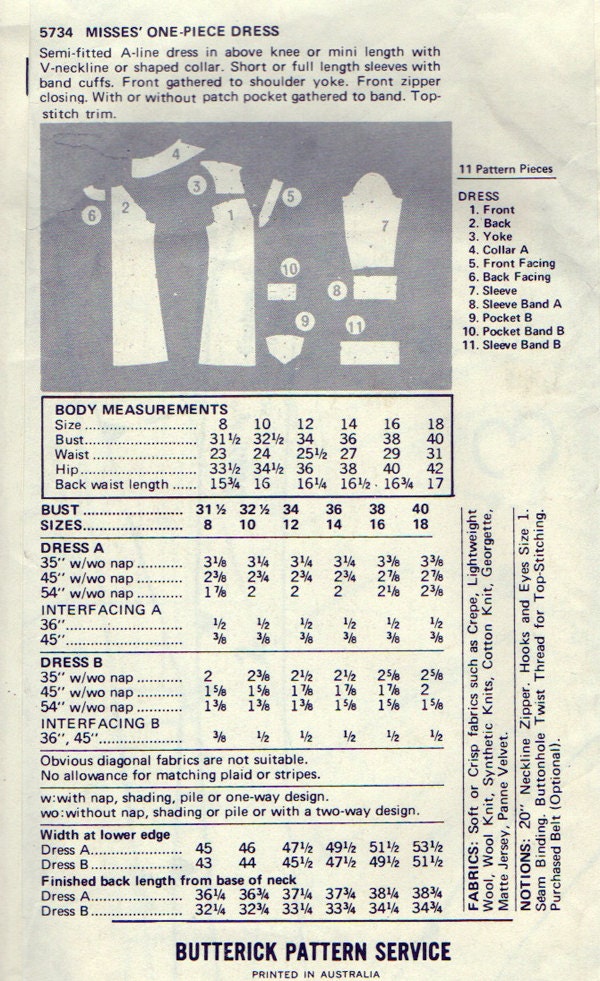 5734 MISSES' ONE-PIECE DRESS
Semi-fitted A-line dress in above knee or mini length with
V-neckline or shaped collar. Short or full length sleeves with
band cuffs. Front gathered to shoulder yoke. Front zipper
closing. With or without patch pocket gathered to band. Top-
stitch trim.
4
3
5
6
2
1
7
10
8
9
11
11 Pattern Pieces
DRESS
1. Front
2. Back
3. Yoke
4. Collar A
5. Front Facing
6. Back Facing
7. Sleeve
8. Sleeve Band A
9. Pocket B
10. Pocket Band B
11. Sleeve Band B
BODY MEASUREMENTS
Size 8 10 12 14 16 18
Bust 31½ 32½ 34 36 38 40
Waist 23 24 25½ 27 29 31
Hip 33½ 34½ 36 38 40 42
Back waist length 15¾ 16 16¼ 16½ 16¾ 17
BUST 31½ 32½ 34 36 38 40
SIZES 8 10 12 14 16 18
DRESS A
35" w/wo nap 3⅛ 3¼ 3¼ 3¼ 3⅜ 3⅜
45" w/wo nap 2⅜ 2¾ 2¾ 2¾ 2⅞ 2⅞
54" w/wo nap 1⅞ 2 2 2 2⅛ 2⅜
INTERFACING A
36" ½ ½ ½ ½ ½ ½
45" ⅜ ⅜ ⅜ ⅜ ⅜ ⅜
DRESS B
35" w/wo nap 2 2⅜ 2½ 2½ 2⅝ 2⅝
45" w/wo nap 1⅝ 1⅝ 1⅞ 1⅞ 1⅞ 2
54" w/wo nap 1⅜ 1⅜ 1⅜ 1⅝ 1⅝ 1⅝
INTERFACING B
36", 45" ⅜ ½ ½ ½ ½ ½
Obvious diagonal fabrics are not suitable.
No allowance for matching plaid or stripes.
w:with nap, shading, pile or one-way design.
wo:without nap, shading or pile or with a two-way design.
Width at lower edge
Dress A 45 46 47½ 49½ 51½ 53½
Dress B 43 44 45½ 47½ 49½ 51½
Finished back length from base of neck
Dress A 36¼ 36¾ 37¼ 37¾ 38¼ 38¾
Dress B 32¼ 32¾ 33¼ 33¾ 34¼ 34¾
FABRICS: Soft or Crisp fabrics such as Crepe, Lightweight
Wool, Wool Knit, Synthetic Knits, Cotton Knit, Georgette,
Matte Jersey, Panne Velvet.
NOTIONS: 20" Neckline Zipper. Hooks and Eyes Size 1.
Seam Binding. Buttonhole Twist Thread for Top-Stitching.
Purchased Belt (Optional).
BUTTERICK PATTERN SERVICE
PRINTED IN AUSTRALIA